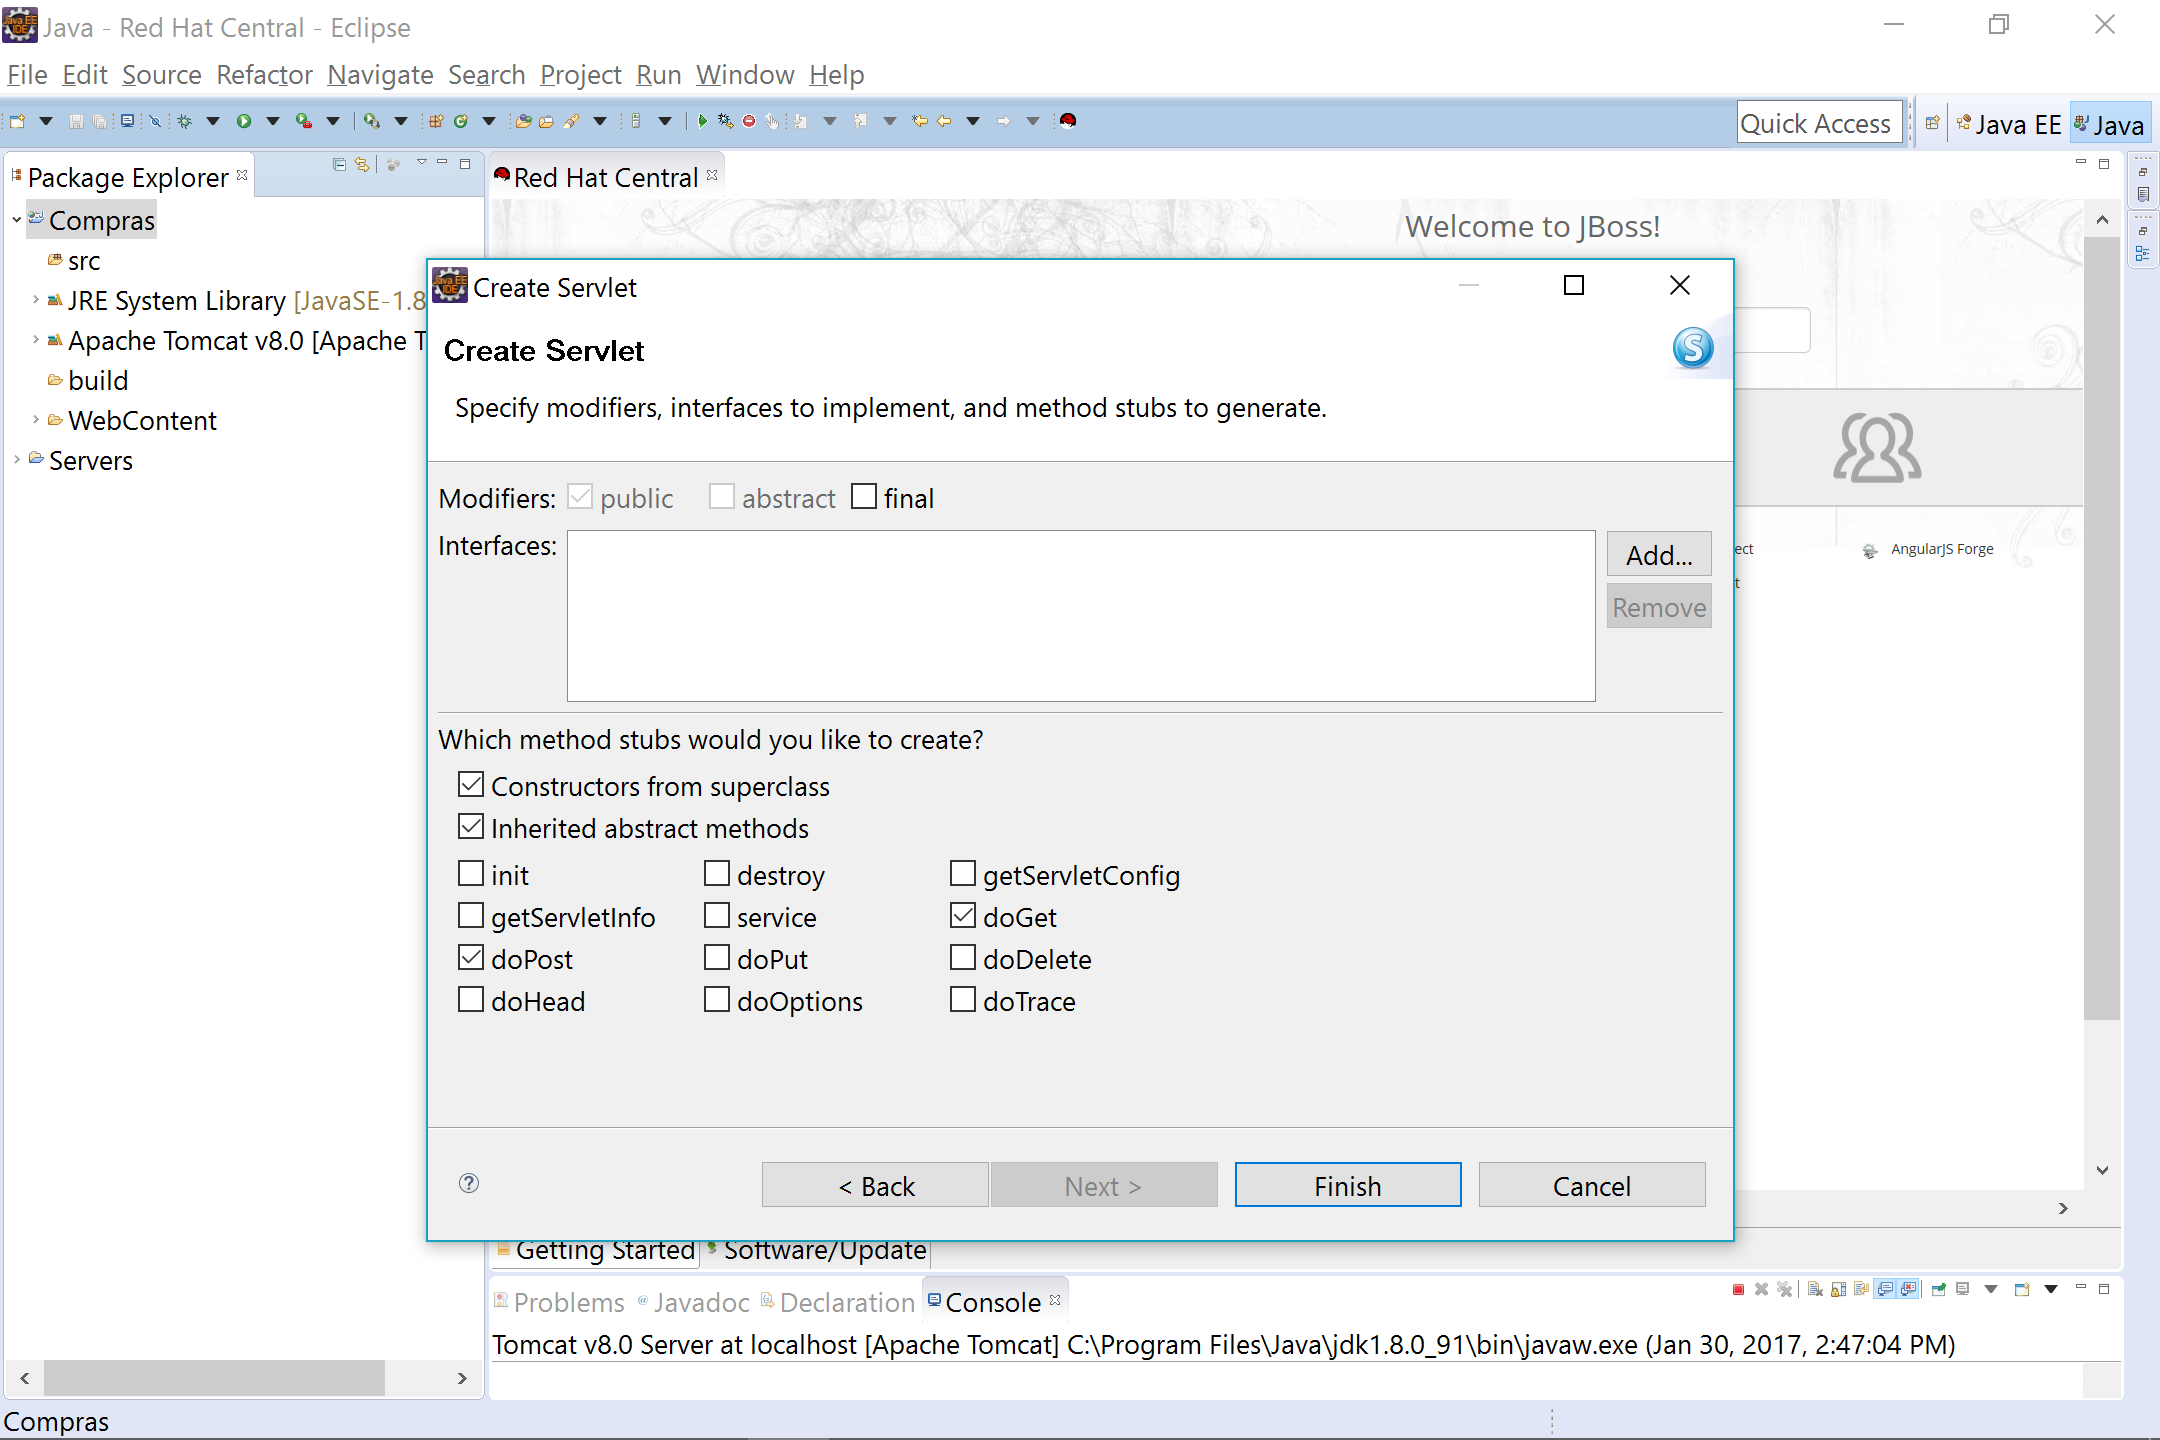 Java - Red Hat Central - Eclipse
File Edit Source Refactor Navigate Search Project Run Window Help
Quick Access
Java EE
Java
Package Explorer
Red Hat Central
Compras
src
JRE System Library [JavaSE-1.8
Apache Tomcat v8.0 [Apache T
build
WebContent
Servers
Welcome to JBoss!
ect
AngularJS Forge
t
Create Servlet
Create Servlet
Specify modifiers, interfaces to implement, and method stubs to generate.
Modifiers: public abstract final
Interfaces:
Add...
Remove
Which method stubs would you like to create?
Constructors from superclass
Inherited abstract methods
init destroy getServletConfig
getServletInfo service doGet
doPost doPut doDelete
doHead doOptions doTrace
< Back Next > Finish Cancel
Getting Started Software/Update
Problems @ Javadoc Declaration Console
Tomcat v8.0 Server at localhost [Apache Tomcat] C:\Program Files\Java\jdk1.8.0_91\bin\javaw.exe (Jan 30, 2017, 2:47:04 PM)
Compras